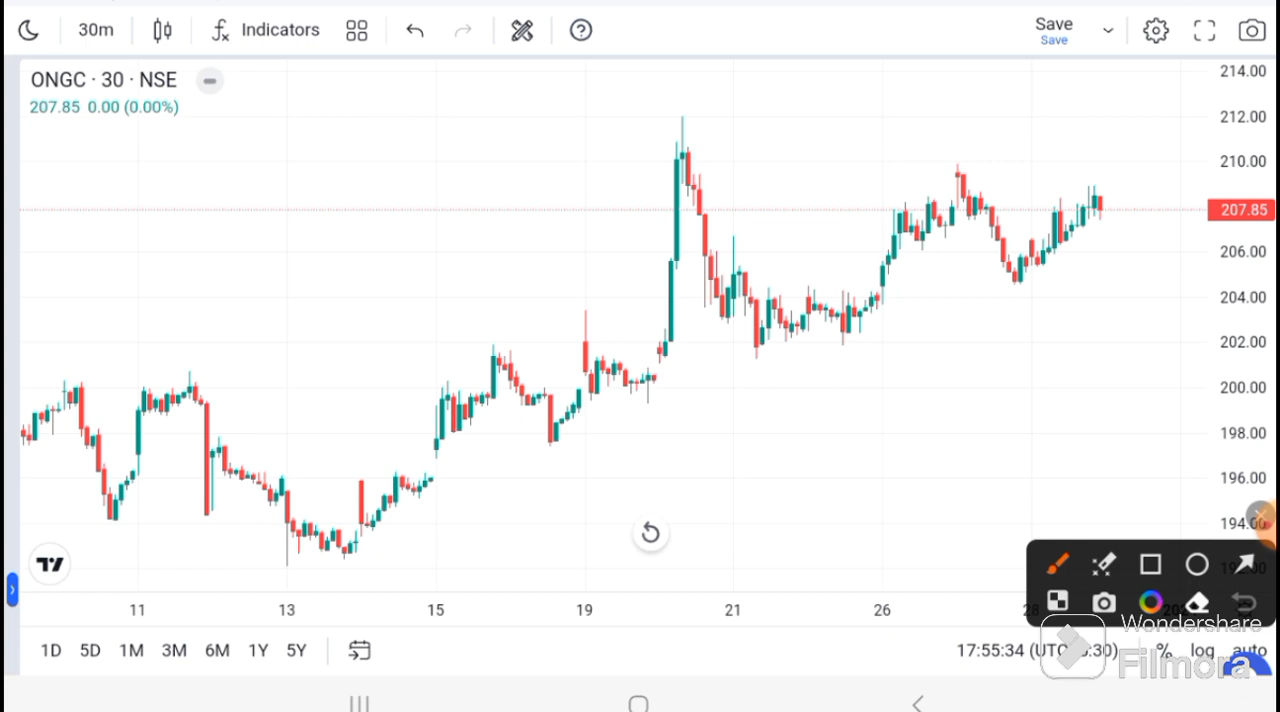 30m Indicators Save
Save
ONGC · 30 · NSE
207.85 0.00 (0.00%)
214.00
212.00
210.00
207.85
206.00
204.00
202.00
200.00
198.00
196.00
194.00
11 13 15 19 21 26 28
Wondershare
Filmora
1D 5D 1M 3M 6M 1Y 5Y 17:55:34 (UTC % log auto